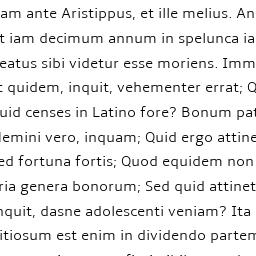 am ante Aristippus, et ille melius. An
t iam decimum annum in spelunca ia
eatus sibi videtur esse moriens. Imm
quidem, inquit, vehementer errat; Q
uid censes in Latino fore? Bonum pat
emini vero, inquam; Quid ergo attine
ed fortuna fortis; Quod equidem non
ria genera bonorum; Sed quid attinet
nquit, dasne adolescenti veniam? Ita
itiosum est enim in dividendo partem